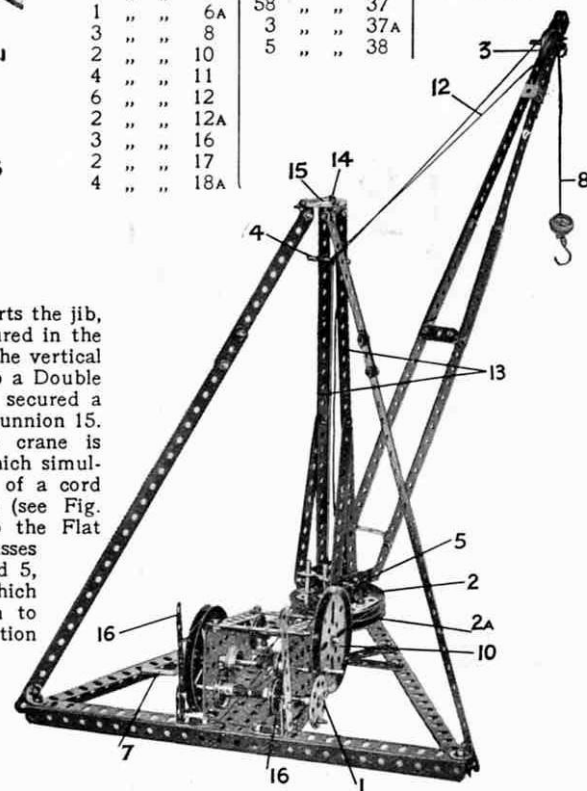 1 „ „ 6A
3 „ „ 8
2 „ „ 10
4 „ „ 11
6 „ „ 12
2 „ „ 12A
3 „ „ 16
2 „ „ 17
4 „ „ 18A
58 „ „ 37
3 „ „ 37A
5 „ „ 38
3
12
8
15
14
4
13
rts the jib,
ured in the
he vertical
o a Double
secured a
unnion 15.
crane is
hich simul-
of a cord
(see Fig.
o the Flat
sses
d 5,
hich
n to
tion
5
2
2A
10
16
7
16
1